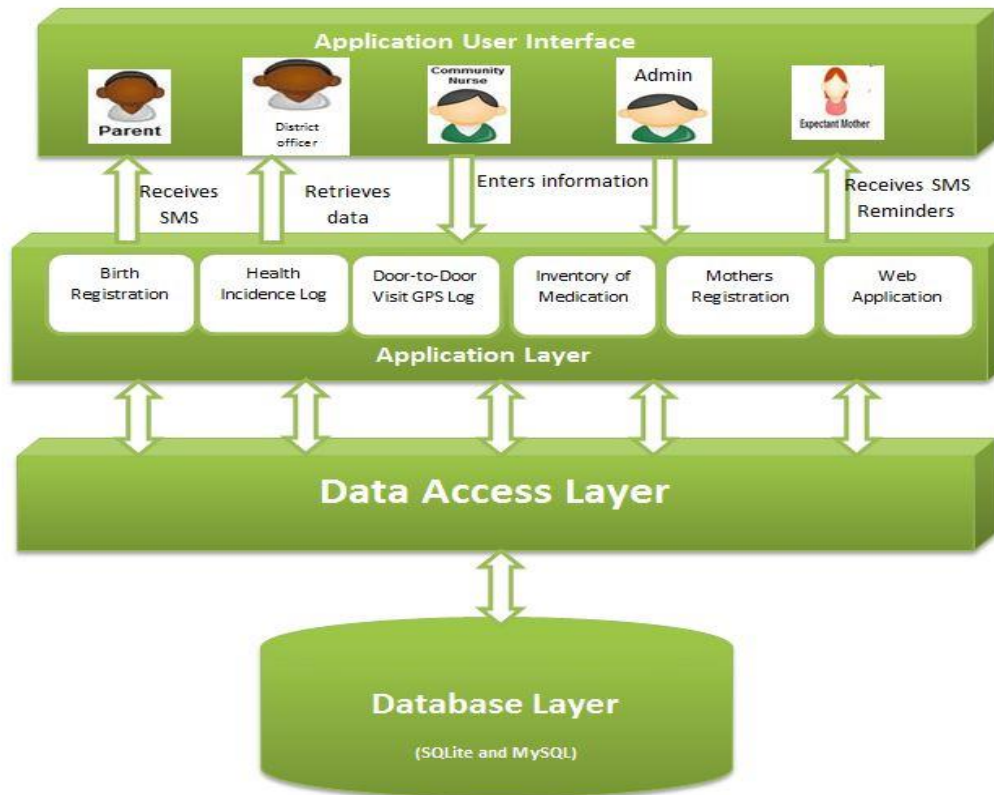 Application User Interface
Parent
District
officer
Community
Nurse
Admin
Expectant Mother
Receives
SMS
Retrieves
data
Enters information
Receives SMS
Reminders
Birth
Registration
Health
Incidence Log
Door-to-Door
Visit GPS Log
Inventory of
Medication
Mothers
Registration
Web
Application
Application Layer
Data Access Layer
Database Layer
(SQLite and MySQL)